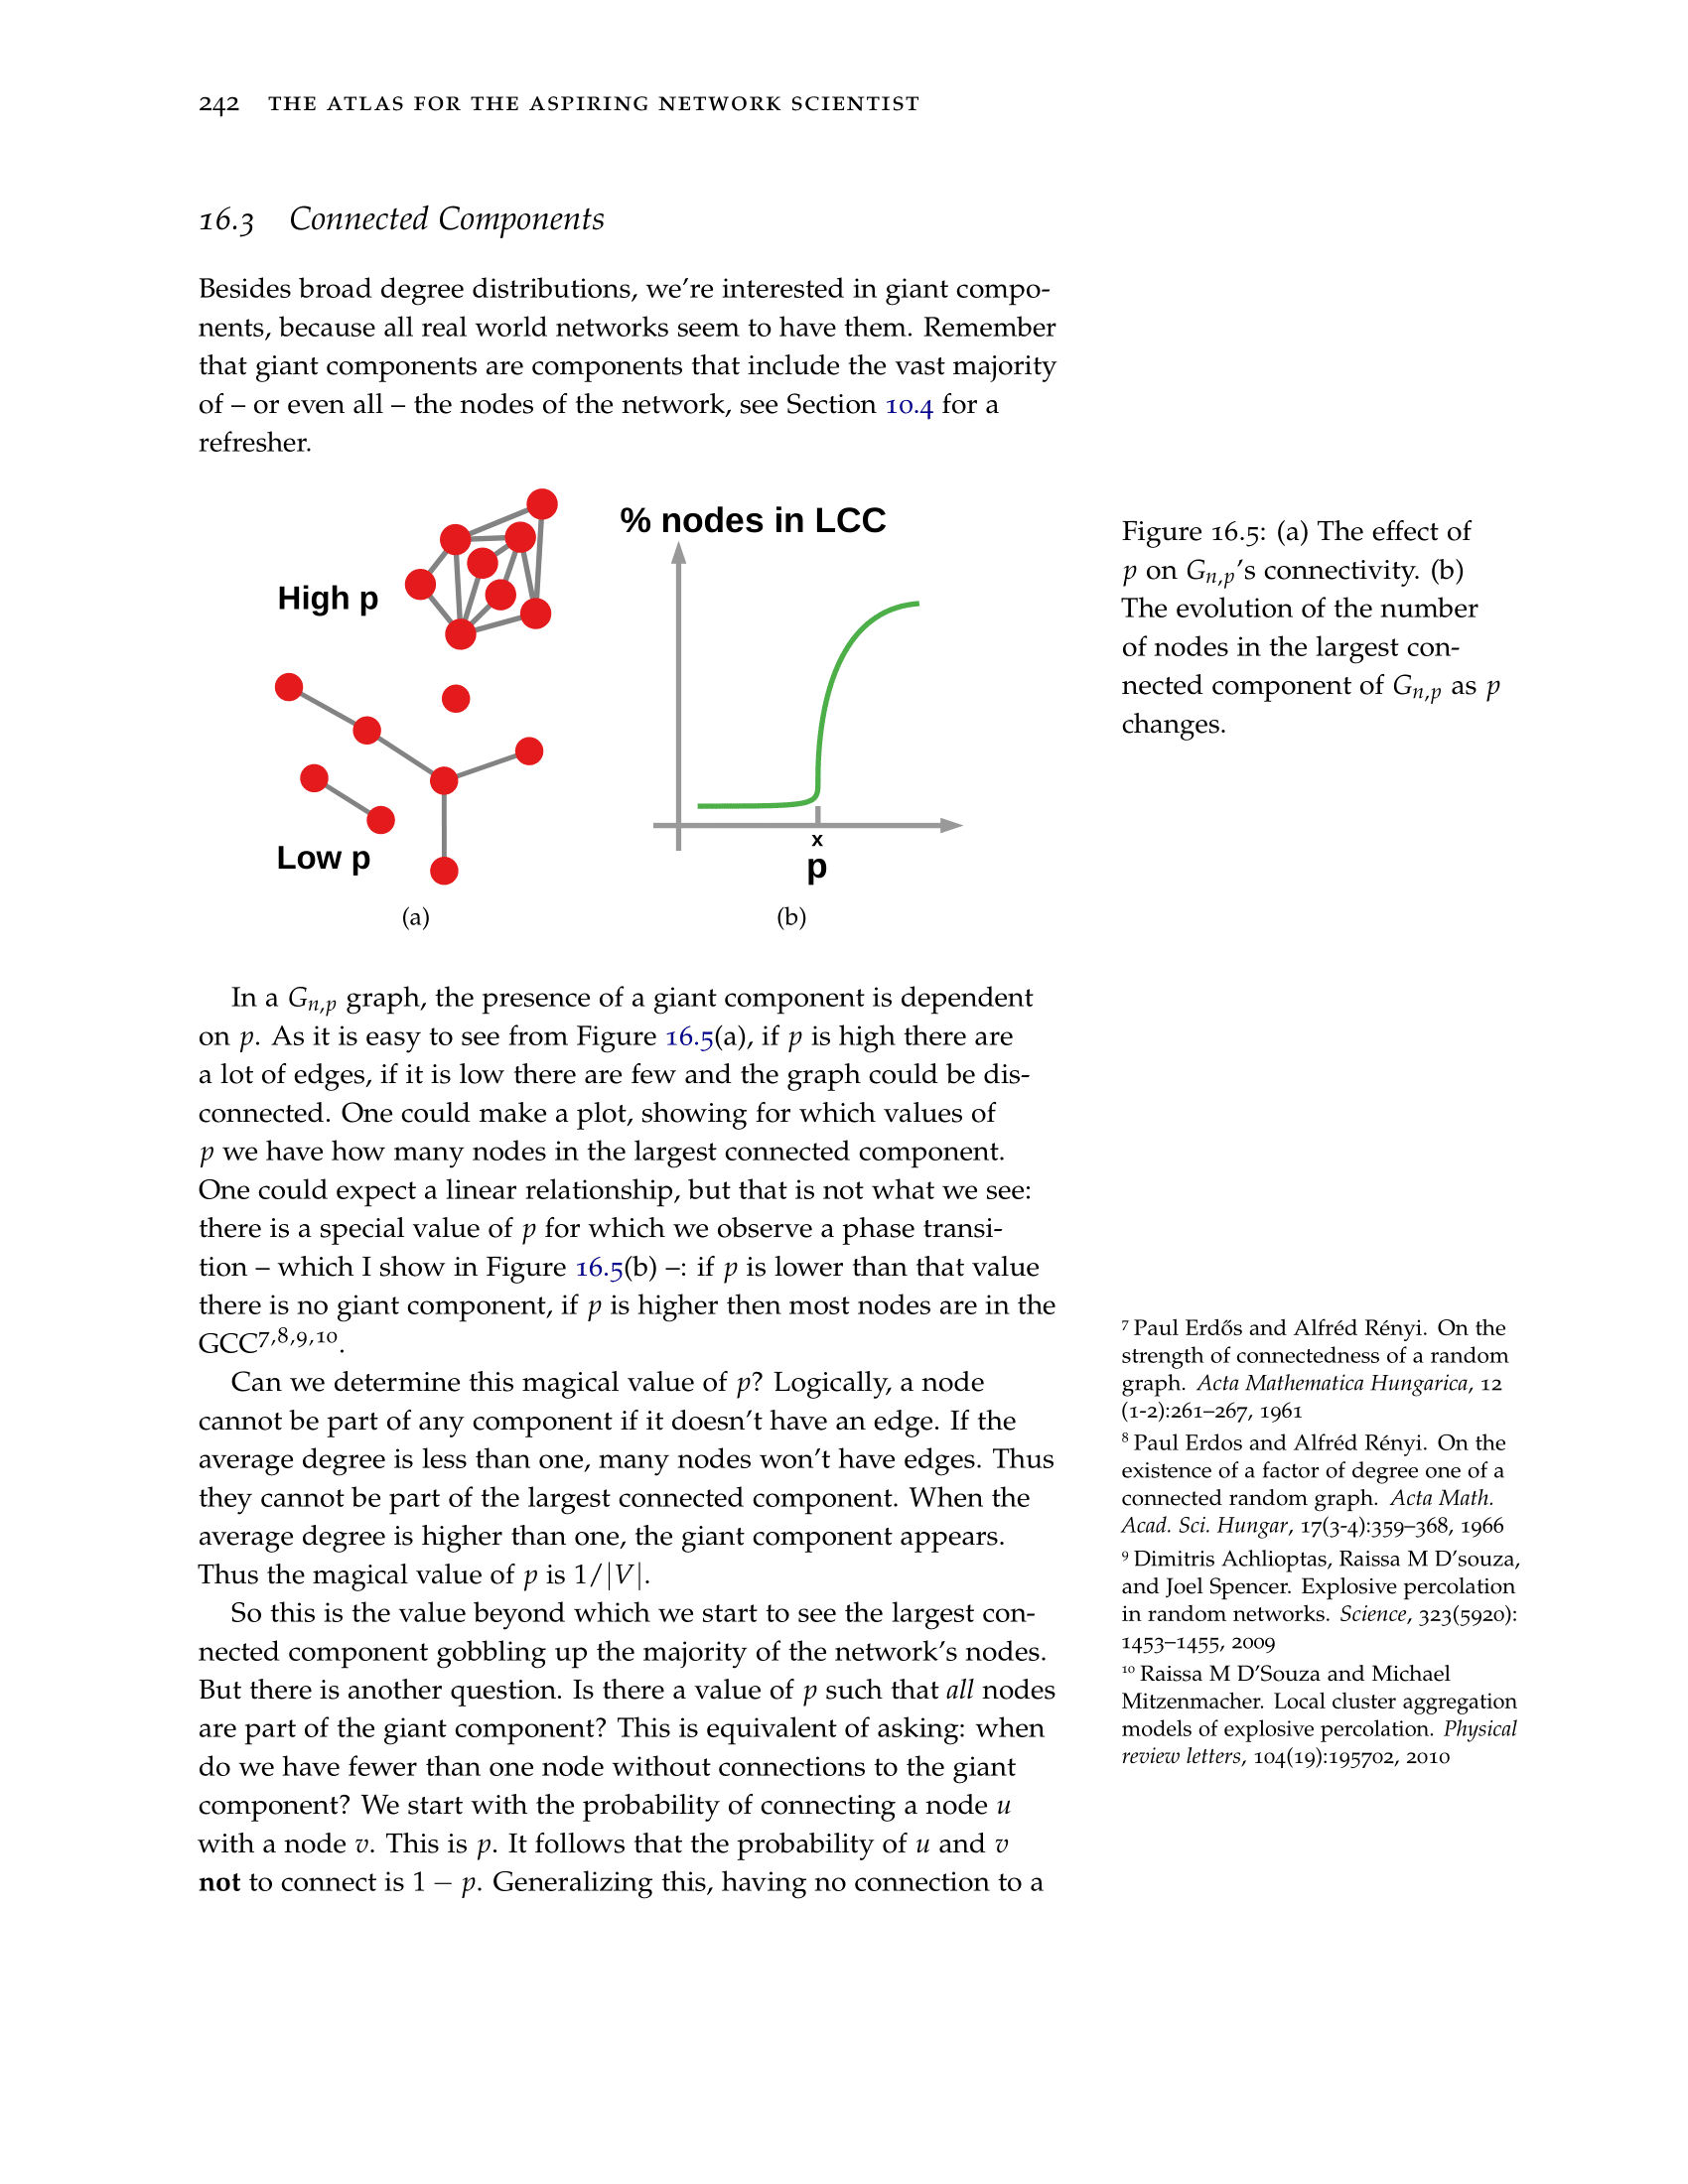 242 THE ATLAS FOR THE ASPIRING NETWORK SCIENTIST
16.3 Connected Components
Besides broad degree distributions, we're interested in giant compo-
nents, because all real world networks seem to have them. Remember
that giant components are components that include the vast majority
of – or even all – the nodes of the network, see Section 10.4 for a
refresher.
High p
Low p
(a)
% nodes in LCC
x
p
(b)
Figure 16.5: (a) The effect of
p on Gn,p's connectivity. (b)
The evolution of the number
of nodes in the largest con-
nected component of Gn,p as p
changes.
In a Gn,p graph, the presence of a giant component is dependent
on p. As it is easy to see from Figure 16.5(a), if p is high there are
a lot of edges, if it is low there are few and the graph could be dis-
connected. One could make a plot, showing for which values of
p we have how many nodes in the largest connected component.
One could expect a linear relationship, but that is not what we see:
there is a special value of p for which we observe a phase transi-
tion – which I show in Figure 16.5(b) –: if p is lower than that value
there is no giant component, if p is higher then most nodes are in the
GCC7,8,9,10.
Can we determine this magical value of p? Logically, a node
cannot be part of any component if it doesn't have an edge. If the
average degree is less than one, many nodes won't have edges. Thus
they cannot be part of the largest connected component. When the
average degree is higher than one, the giant component appears.
Thus the magical value of p is 1/|V|.
So this is the value beyond which we start to see the largest con-
nected component gobbling up the majority of the network's nodes.
But there is another question. Is there a value of p such that all nodes
are part of the giant component? This is equivalent of asking: when
do we have fewer than one node without connections to the giant
component? We start with the probability of connecting a node u
with a node v. This is p. It follows that the probability of u and v
not to connect is 1 − p. Generalizing this, having no connection to a
7 Paul Erdős and Alfréd Rényi. On the
strength of connectedness of a random
graph. Acta Mathematica Hungarica, 12
(1-2):261–267, 1961
8 Paul Erdos and Alfréd Rényi. On the
existence of a factor of degree one of a
connected random graph. Acta Math.
Acad. Sci. Hungar, 17(3-4):359–368, 1966
9 Dimitris Achlioptas, Raissa M D'souza,
and Joel Spencer. Explosive percolation
in random networks. Science, 323(5920):
1453–1455, 2009
10 Raissa M D'Souza and Michael
Mitzenmacher. Local cluster aggregation
models of explosive percolation. Physical
review letters, 104(19):195702, 2010